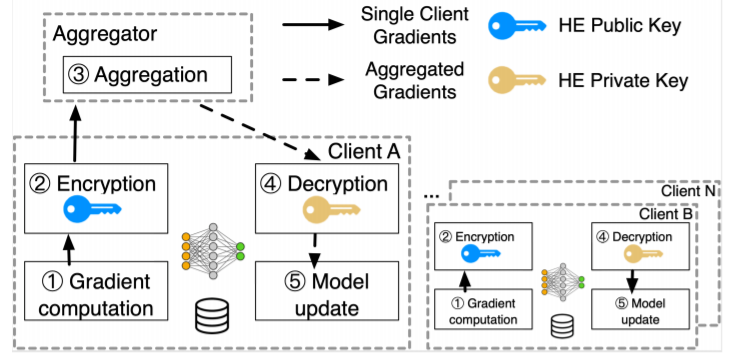 Aggregator
③ Aggregation
Single Client
Gradients
HE Public Key
Aggregated
Gradients
HE Private Key
Client A
② Encryption
④ Decryption
① Gradient
computation
⑤ Model
update
...
Client N
Client B
② Encryption
④ Decryption
① Gradient
computation
⑤ Model
update